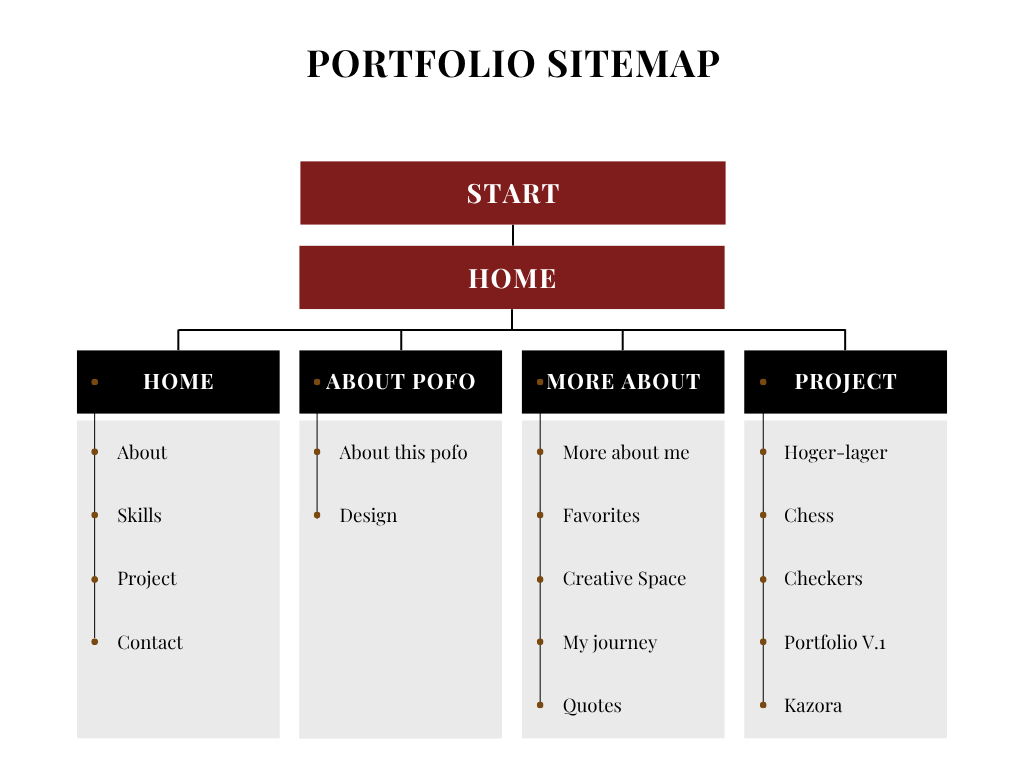 PORTFOLIO SITEMAP
START
HOME
HOME
About
Skills
Project
Contact
ABOUT POFO
About this pofo
Design
MORE ABOUT
More about me
Favorites
Creative Space
My journey
Quotes
PROJECT
Hoger-lager
Chess
Checkers
Portfolio V.1
Kazora